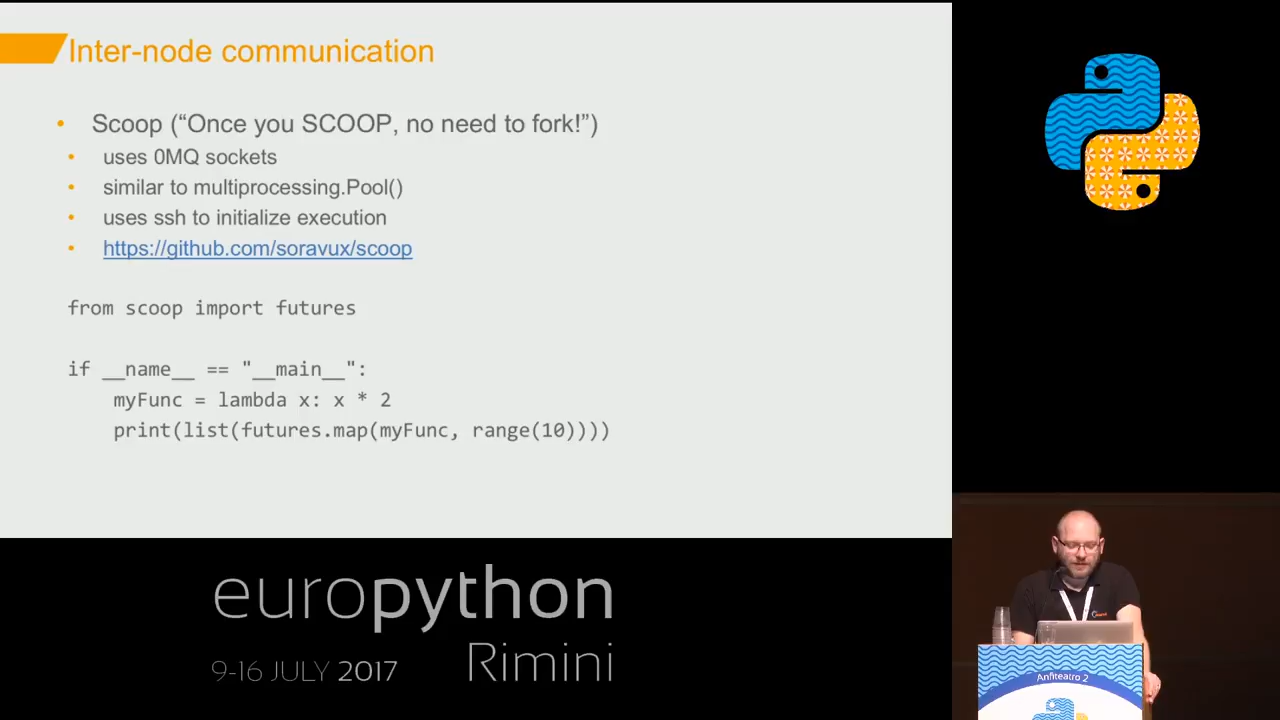 Inter-node communication
• Scoop (“Once you SCOOP, no need to fork!”)
• uses 0MQ sockets
• similar to multiprocessing.Pool()
• uses ssh to initialize execution
• https://github.com/soravux/scoop
from scoop import futures
if __name__ == "__main__":
    myFunc = lambda x: x * 2
    print(list(futures.map(myFunc, range(10))))
europython
9-16 JULY 2017 Rimini
Anfiteatro 2